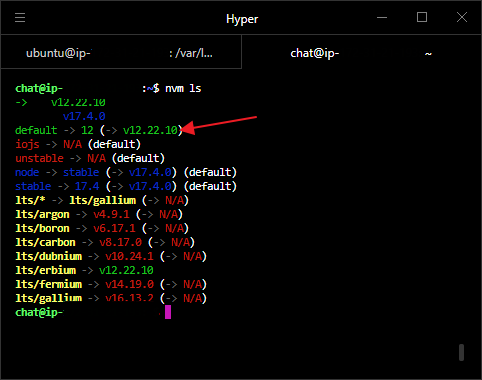 Hyper
ubuntu@ip- : /var/l... chat@ip- ~
chat@ip- :~$ nvm ls
-> v12.22.10
v17.4.0
default -> 12 (-> v12.22.10)
iojs -> N/A (default)
unstable -> N/A (default)
node -> stable (-> v17.4.0) (default)
stable -> 17.4 (-> v17.4.0) (default)
lts/* -> lts/gallium (-> N/A)
lts/argon -> v4.9.1 (-> N/A)
lts/boron -> v6.17.1 (-> N/A)
lts/carbon -> v8.17.0 (-> N/A)
lts/dubnium -> v10.24.1 (-> N/A)
lts/erbium -> v12.22.10
lts/fermium -> v14.19.0 (-> N/A)
lts/gallium -> v16.13.2 (-> N/A)
chat@ip-